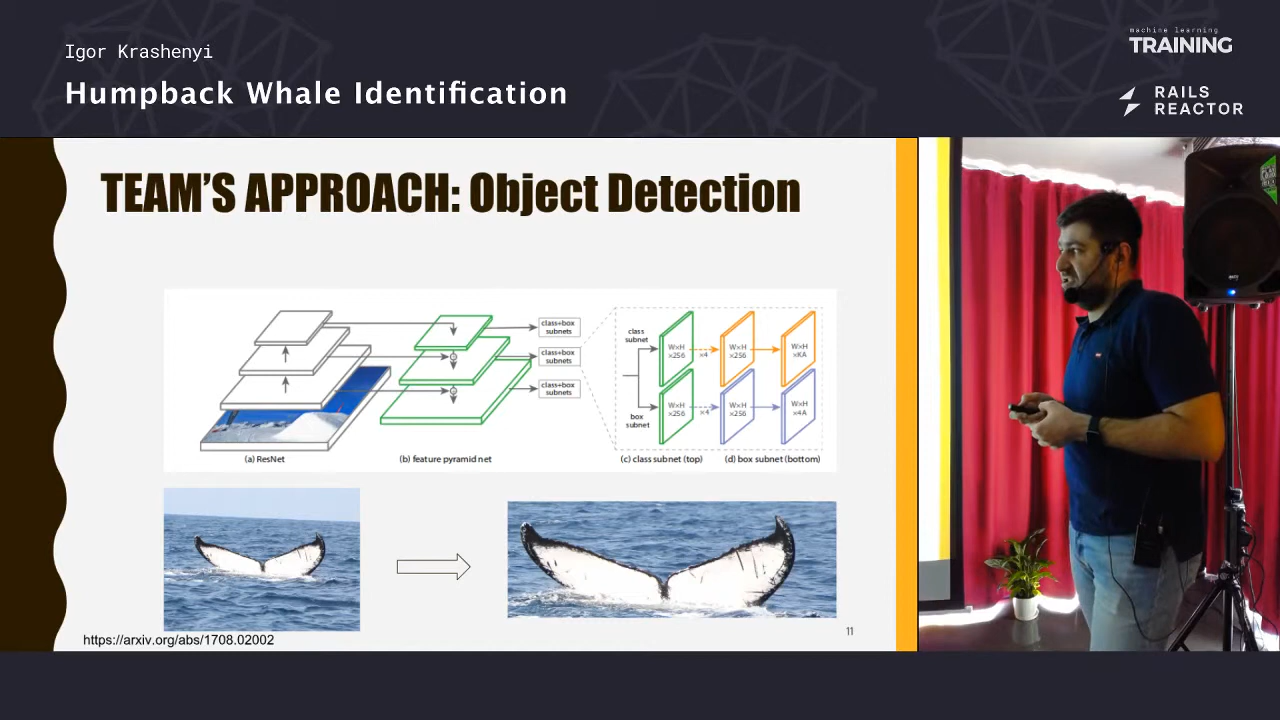 Igor Krashenyi
Humpback Whale Identification
machine learning
TRAINING
RAILS
REACTOR
TEAM'S APPROACH: Object Detection
class+box
subnets
class+box
subnets
class+box
subnets
class
subnet
W×H
×256
×4
W×H
×256
W×H
×KA
box
subnet
W×H
×256
×4
W×H
×256
W×H
×4A
(a) ResNet
(b) feature pyramid net
(c) class subnet (top)
(d) box subnet (bottom)
https://arxiv.org/abs/1708.02002
11